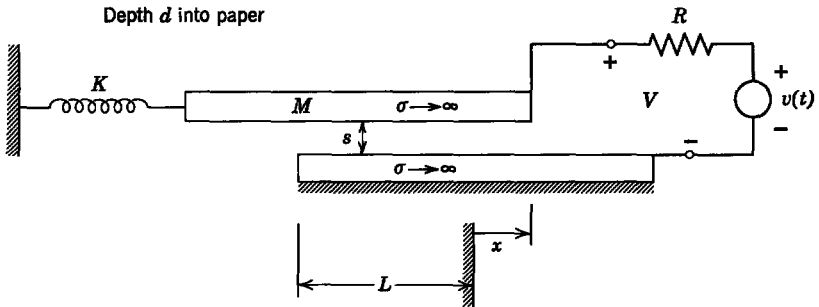 Depth d into paper
R
+
K
M
σ→∞
V
+
v(t)
−
s
−
σ→∞
x
L